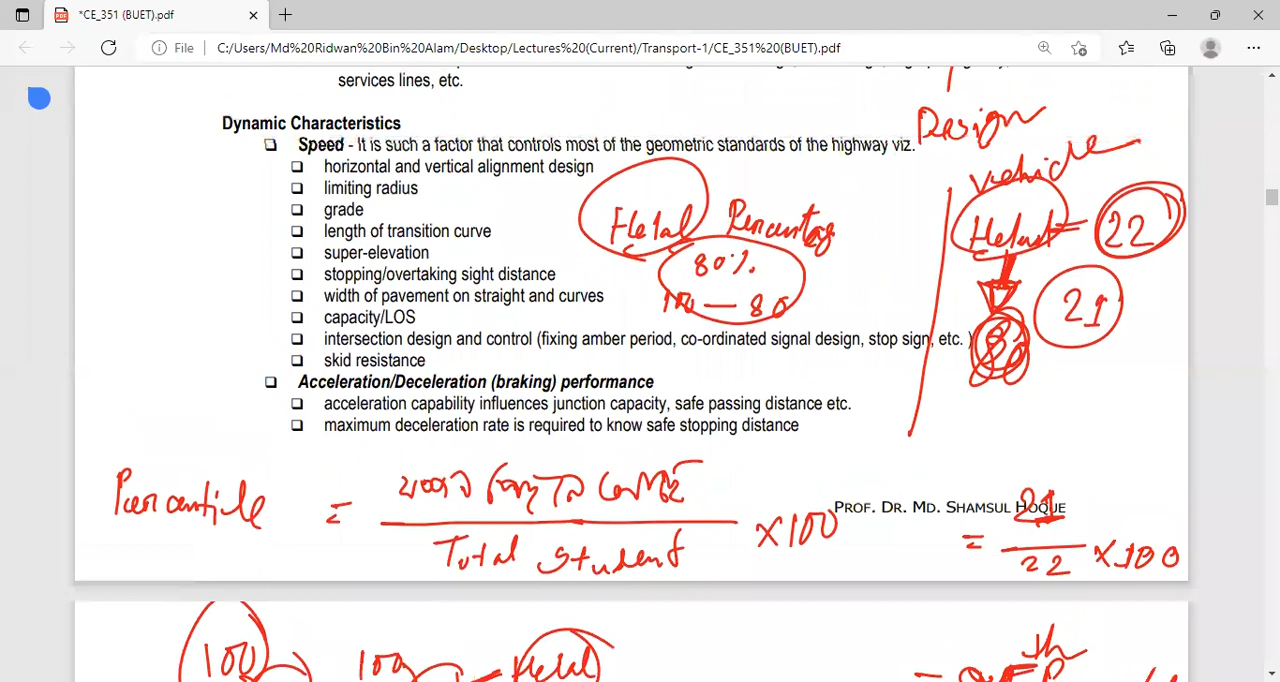 *CE_351 (BUET).pdf
File
C:/Users/Md%20Ridwan%20Bin%20Alam/Desktop/Lectures%20(Current)/Transport-1/CE_351%20(BUET).pdf
services lines, etc.
Design
Vehicle
Dynamic Characteristics
Speed - It is such a factor that controls most of the geometric standards of the highway viz.
horizontal and vertical alignment design
limiting radius
grade
length of transition curve
super-elevation
stopping/overtaking sight distance
width of pavement on straight and curves
capacity/LOS
intersection design and control (fixing amber period, co-ordinated signal design, stop sign, etc. )
skid resistance
Helal Percentage
80%
100 — 80
22
21
Acceleration/Deceleration (braking) performance
acceleration capability influences junction capacity, safe passing distance etc.
maximum deceleration rate is required to know safe stopping distance
=
Total Student
×100
PROF. DR. MD. SHAMSUL HOQUE
= 21
22 ×100
100
100
Helal
th